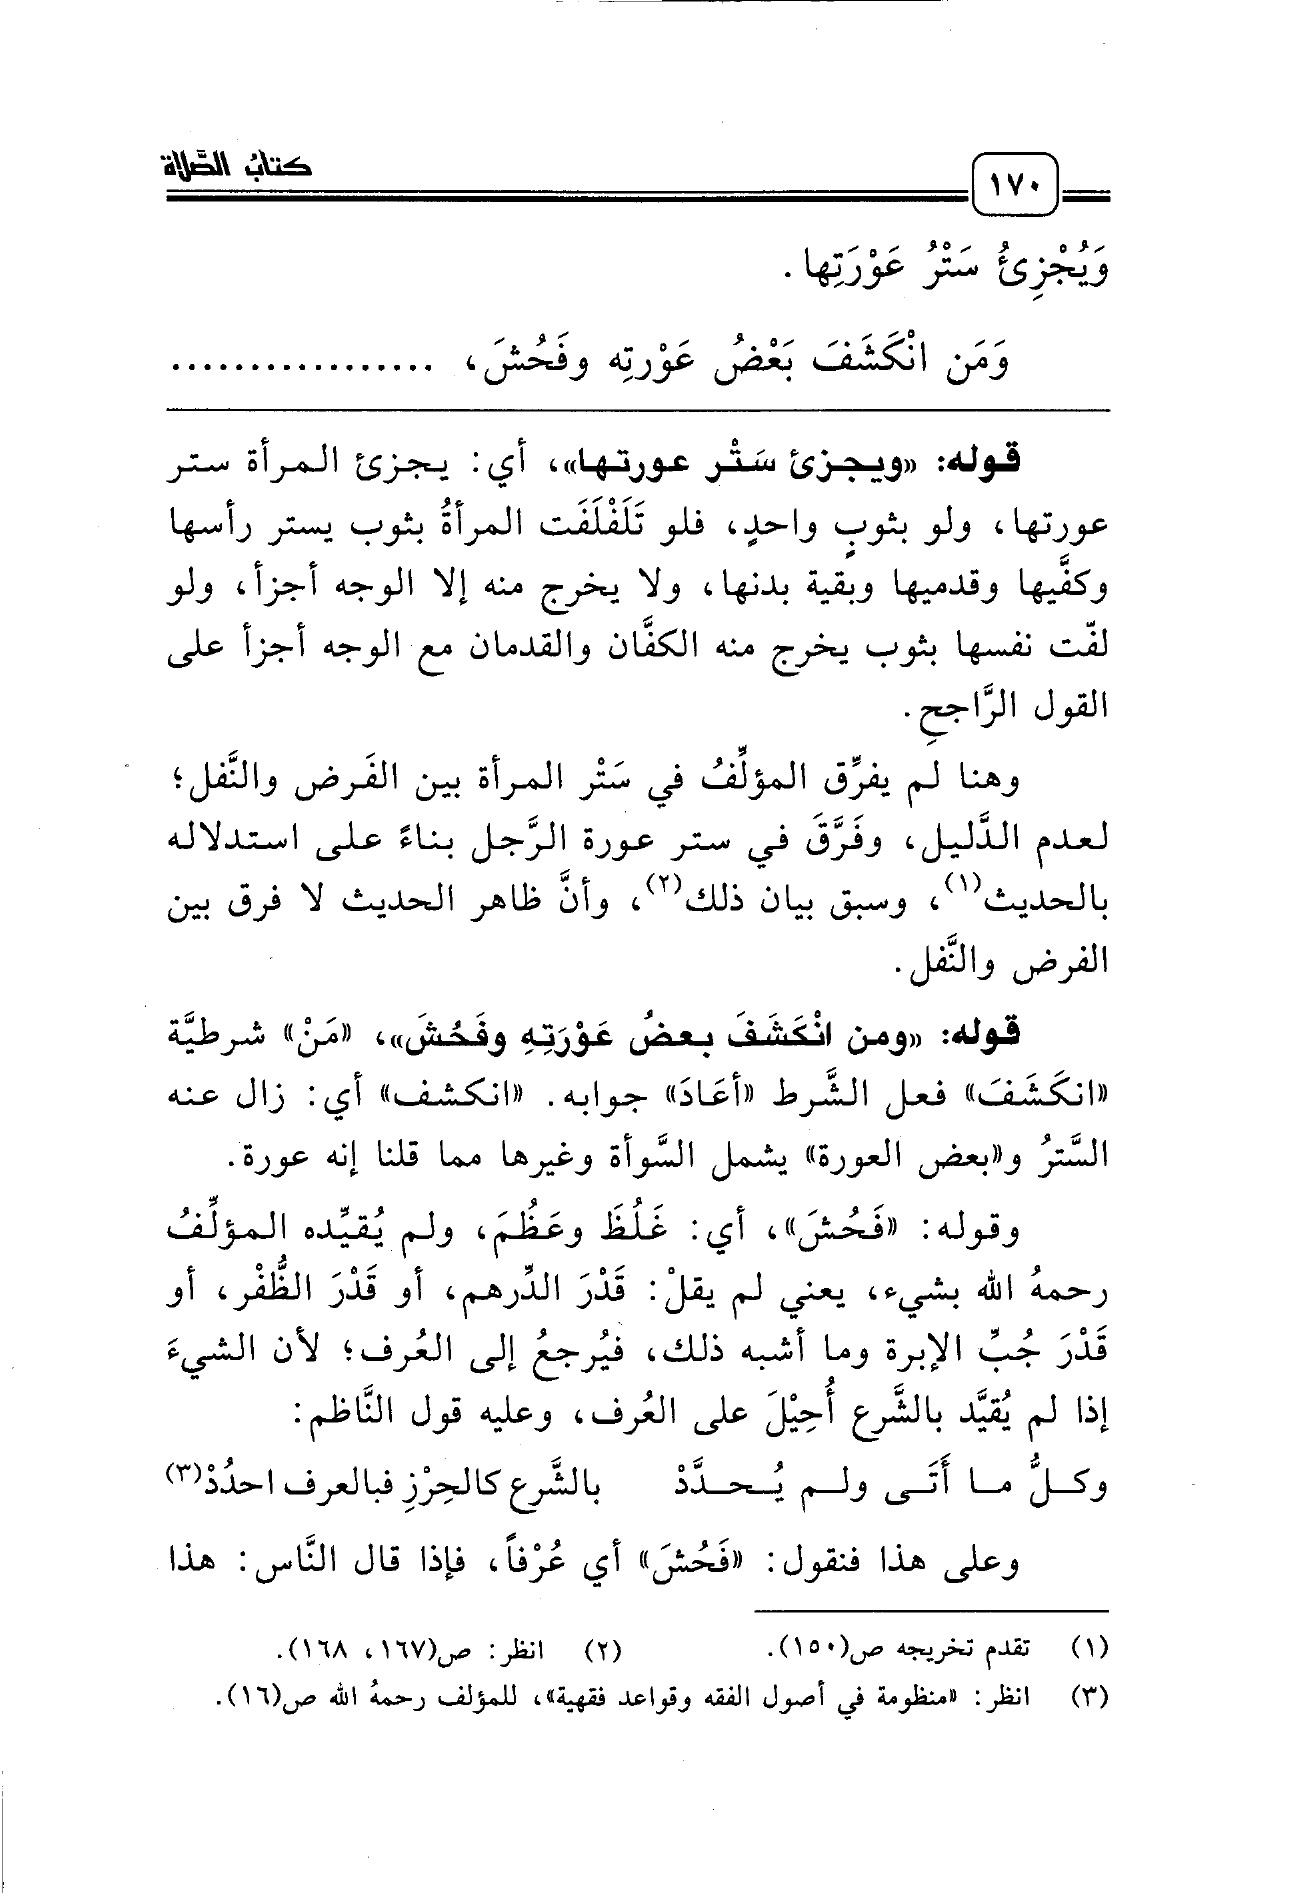 ١٧٠
كتاب الصَّلاة
وَيُجْزِئُ سَتْرُ عَوْرَتِها.
وَمَن انْكَشَفَ بَعْضُ عَوْرتِه وفَحُشَ، .................
قوله: «ويجزئ سَتْر عورتها»، أي: يجزئ المرأة ستر
عورتها، ولو بثوبٍ واحدٍ، فلو تَلَفْلَفَت المرأةُ بثوب يستر رأسها
وكفَّيها وقدميها وبقية بدنها، ولا يخرج منه إلا الوجه أجزأ، ولو
لفّت نفسها بثوب يخرج منه الكفَّان والقدمان مع الوجه أجزأ على
القول الرَّاجحِ.
وهنا لم يفرِّق المؤلِّفُ في سَتْر المرأة بين الفَرض والنَّفل؛
لعدم الدَّليل، وفَرَّقَ في ستر عورة الرَّجل بناءً على استدلاله
بالحديث(١)، وسبق بيان ذلك(٢)، وأنَّ ظاهر الحديث لا فرق بين
الفرض والنَّفل.
قوله: «ومن انْكَشَفَ بعضُ عَوْرَتِهِ وفَحُشَ»، «مَنْ» شرطيَّة
«انكَشَفَ» فعل الشَّرط «أعَادَ» جوابه. «انكشف» أي: زال عنه
السَّترُ و«بعض العورة» يشمل السَّوأة وغيرها مما قلنا إنه عورة.
وقوله: «فَحُشَ»، أي: غَلُظَ وعَظُمَ، ولم يُقيِّده المؤلِّفُ
رحمهُ الله بشيء، يعني لم يقلْ: قَدْرَ الدِّرهم، أو قَدْرَ الظُّفْر، أو
قَدْرَ جُبِّ الإبرة وما أشبه ذلك، فيُرجعُ إلى العُرف؛ لأن الشيءَ
إذا لم يُقيَّد بالشَّرع أُحِيْلَ على العُرف، وعليه قول النَّاظم:
وكلُّ ما أَتَى ولم يُحدَّدْ بالشَّرع كالحِرْزِ فبالعرف احدُدْ(٣)
وعلى هذا فنقول: «فَحُشَ» أي عُرْفاً، فإذا قال النَّاس: هذا
(١) تقدم تخريجه ص(١٥٠). (٢) انظر: ص(١٦٧، ١٦٨).
(٣) انظر: «منظومة في أصول الفقه وقواعد فقهية»، للمؤلف رحمهُ الله ص(١٦).